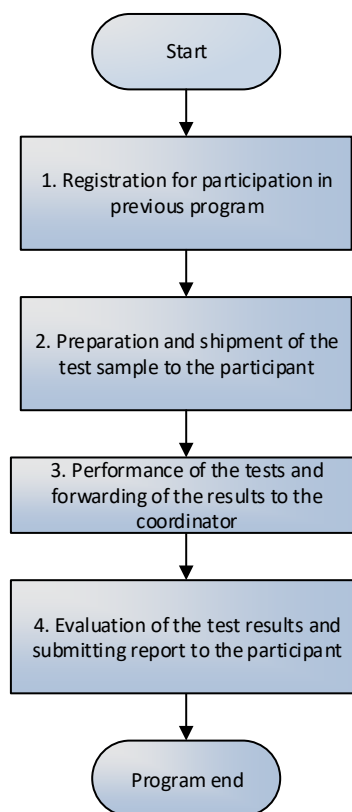 Start
1. Registration for participation in
previous program
2. Preparation and shipment of the
test sample to the participant
3. Performance of the tests and
forwarding of the results to the
coordinator
4. Evaluation of the test results and
submitting report to the participant
Program end